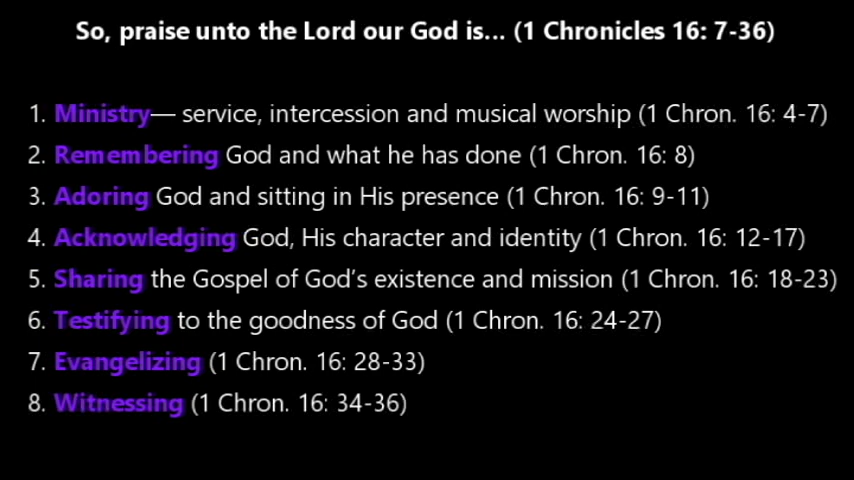 So, praise unto the Lord our God is... (1 Chronicles 16: 7-36)
1. Ministry— service, intercession and musical worship (1 Chron. 16: 4-7)
2. Remembering God and what he has done (1 Chron. 16: 8)
3. Adoring God and sitting in His presence (1 Chron. 16: 9-11)
4. Acknowledging God, His character and identity (1 Chron. 16: 12-17)
5. Sharing the Gospel of God's existence and mission (1 Chron. 16: 18-23)
6. Testifying to the goodness of God (1 Chron. 16: 24-27)
7. Evangelizing (1 Chron. 16: 28-33)
8. Witnessing (1 Chron. 16: 34-36)